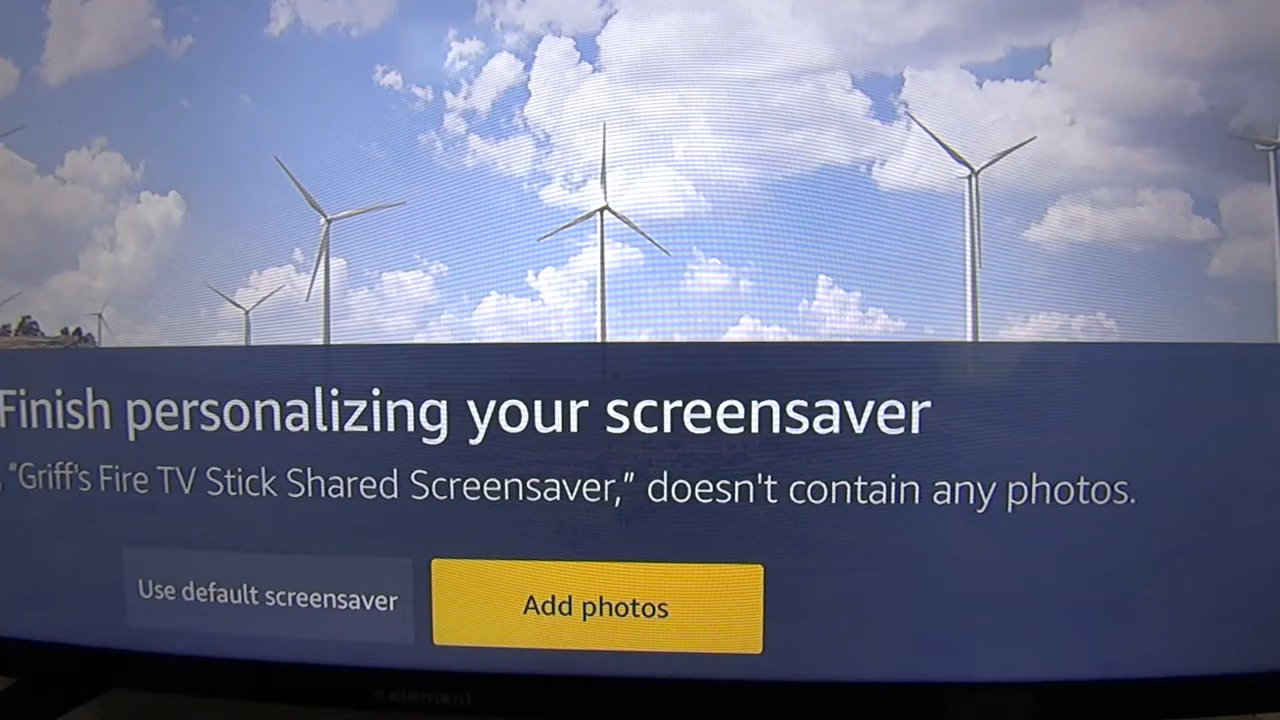 Finish personalizing your screensaver
"Griff's Fire TV Stick Shared Screensaver," doesn't contain any photos.
Use default screensaver
Add photos
element